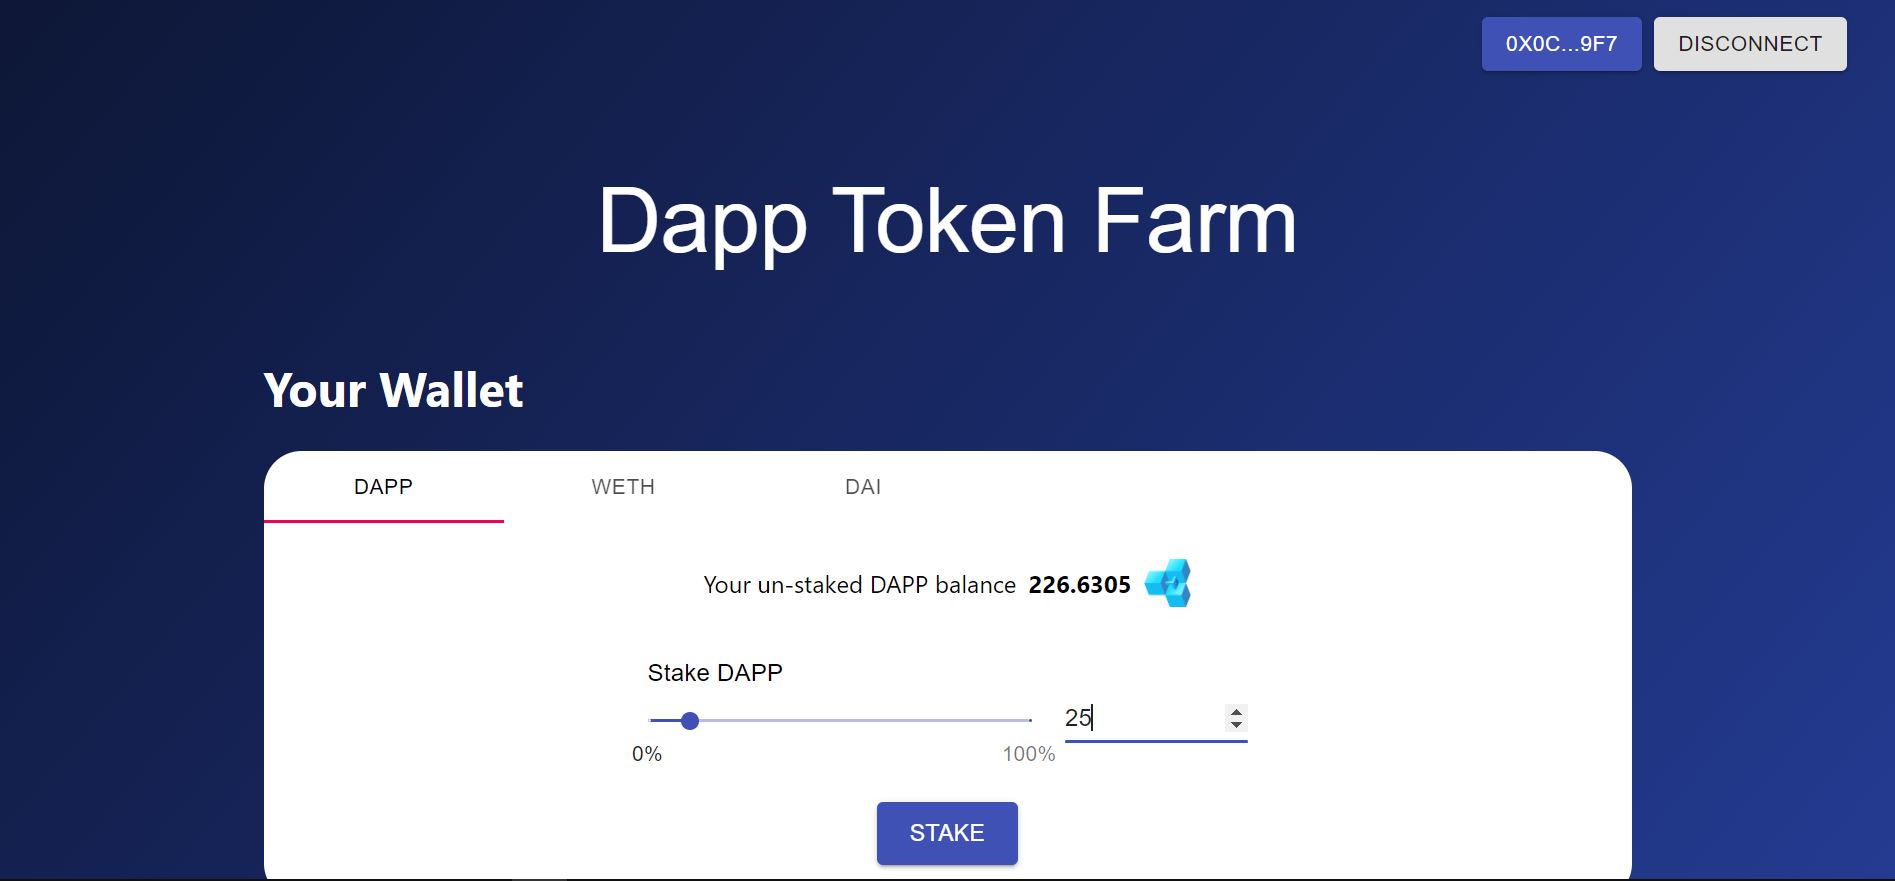 0X0C...9F7 DISCONNECT
Dapp Token Farm
Your Wallet
DAPP WETH DAI
Your un-staked DAPP balance 226.6305
Stake DAPP
25
0% 100%
STAKE